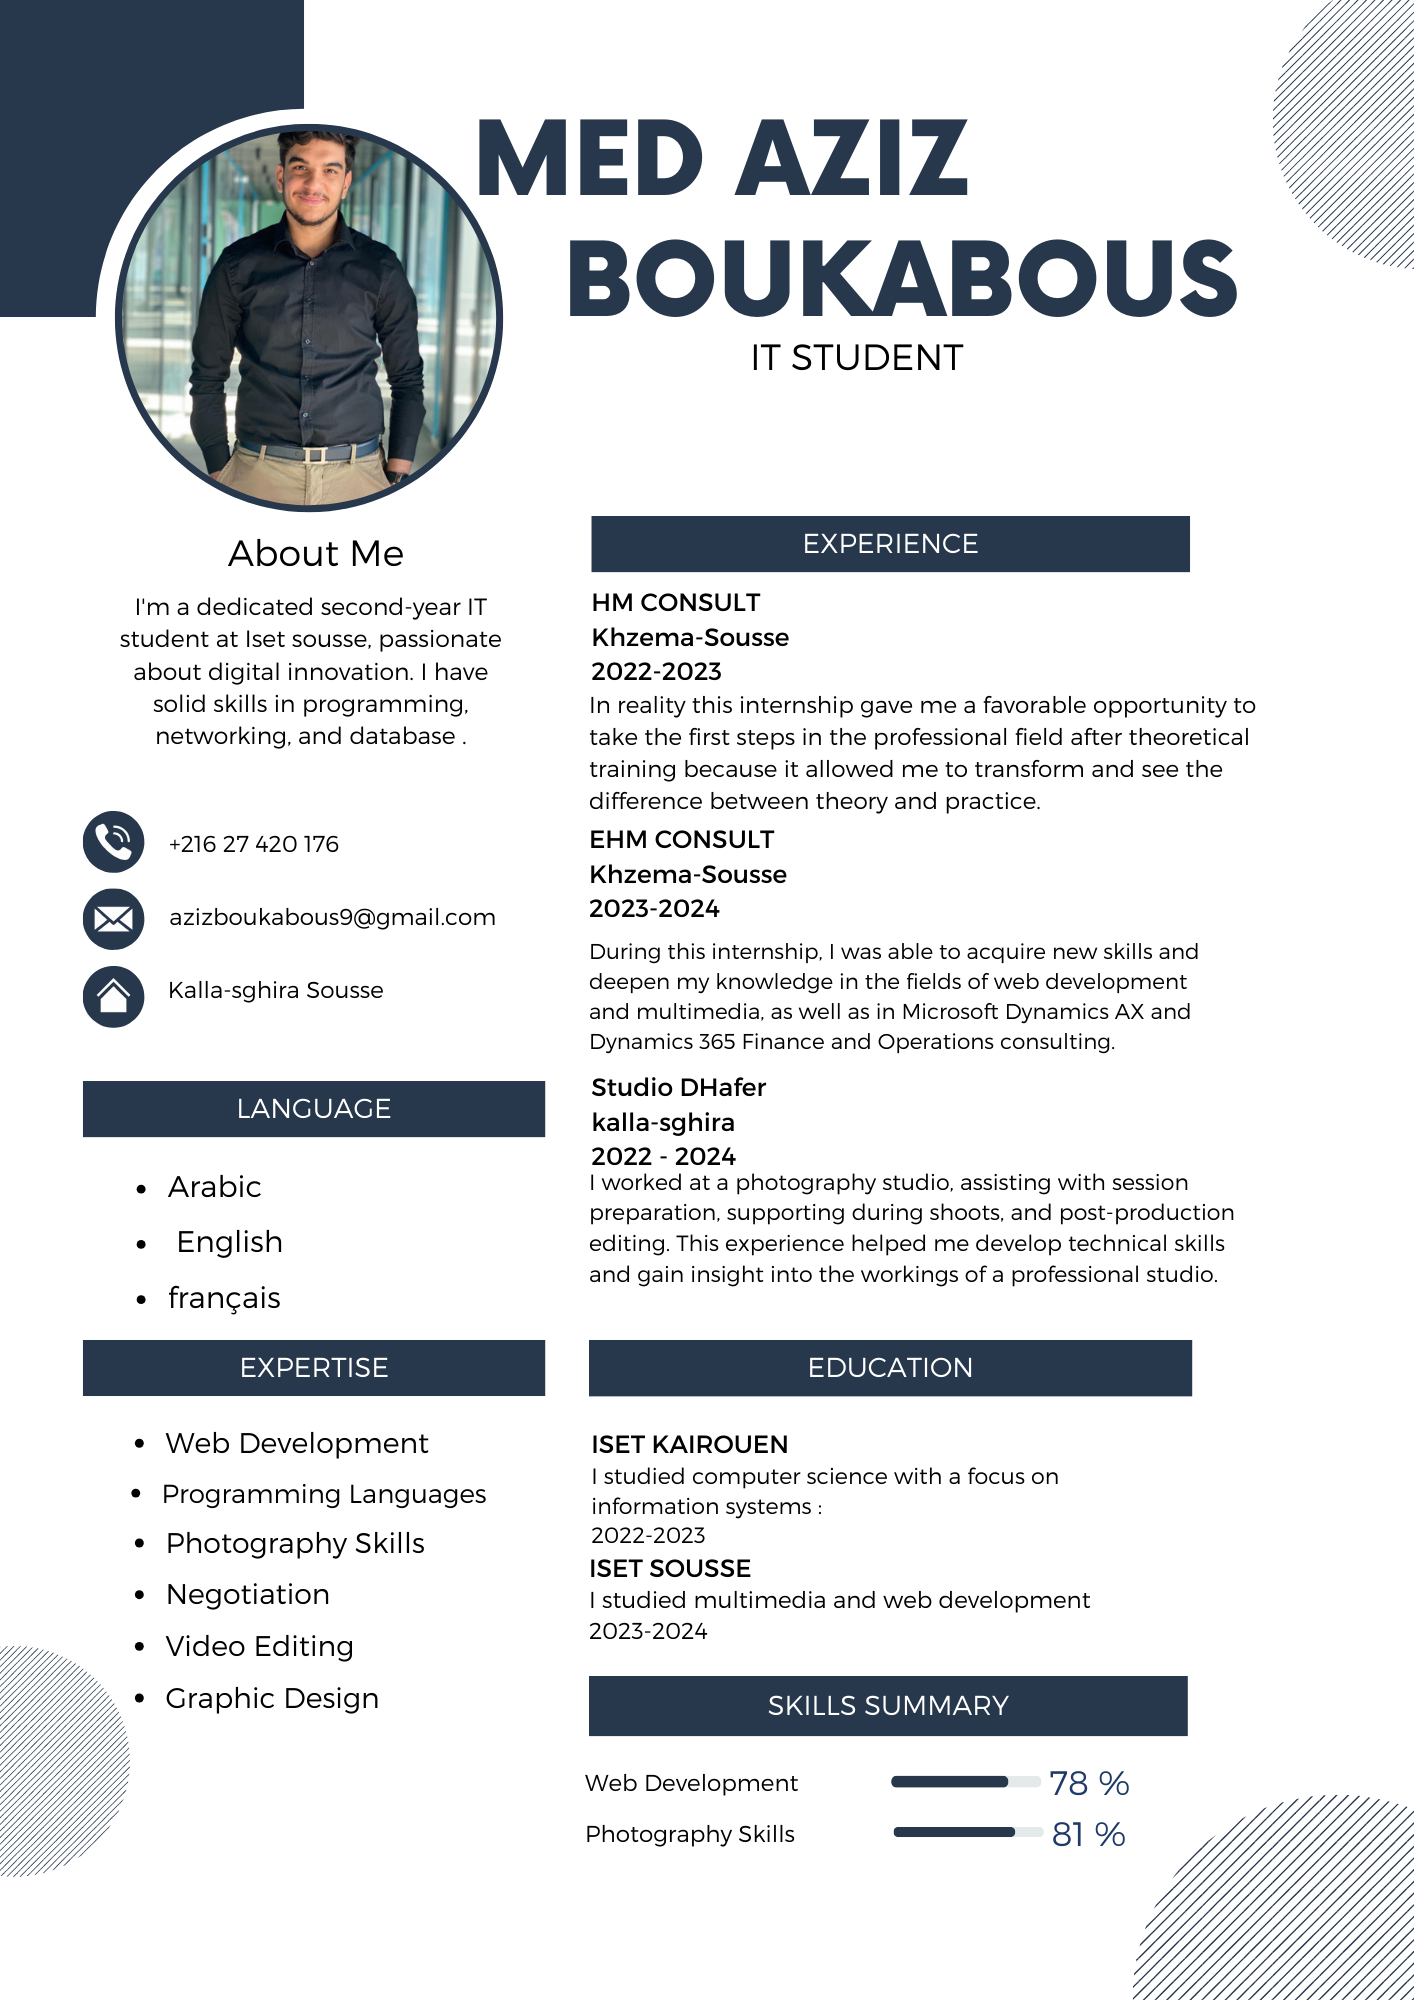 MED AZIZ
BOUKABOUS
IT STUDENT
About Me
I'm a dedicated second-year IT
student at Iset sousse, passionate
about digital innovation. I have
solid skills in programming,
networking, and database .
+216 27 420 176
azizboukabous9@gmail.com
Kalla-sghira Sousse
LANGUAGE
• Arabic
• English
• français
EXPERTISE
• Web Development
• Programming Languages
• Photography Skills
• Negotiation
• Video Editing
• Graphic Design
EXPERIENCE
HM CONSULT
Khzema-Sousse
2022-2023
In reality this internship gave me a favorable opportunity to
take the first steps in the professional field after theoretical
training because it allowed me to transform and see the
difference between theory and practice.
EHM CONSULT
Khzema-Sousse
2023-2024
During this internship, I was able to acquire new skills and
deepen my knowledge in the fields of web development
and multimedia, as well as in Microsoft Dynamics AX and
Dynamics 365 Finance and Operations consulting.
Studio DHafer
kalla-sghira
2022 - 2024
I worked at a photography studio, assisting with session
preparation, supporting during shoots, and post-production
editing. This experience helped me develop technical skills
and gain insight into the workings of a professional studio.
EDUCATION
ISET KAIROUEN
I studied computer science with a focus on
information systems :
2022-2023
ISET SOUSSE
I studied multimedia and web development
2023-2024
SKILLS SUMMARY
Web Development 78 %
Photography Skills 81 %